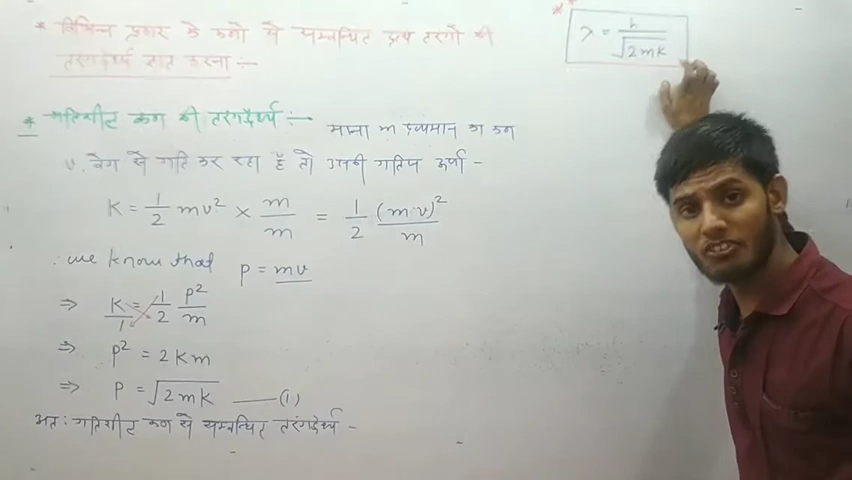 * विभिन्न प्रकार के कणों से सम्बन्धित द्रव्य तरंगों की
तरंगदैर्ध्य ज्ञात करना :-
* * λ = h / √2mK
* गतिशील कण की तरंगदैर्ध्य :- माना m द्रव्यमान का कण
v. वेग से गति कर रहा है तो उसकी गतिज ऊर्जा -
K = 1/2 mv² × m/m = 1/2 (m·v)²/m
∴ we know that p = mv
⇒ K/1 = 1/2 p²/m
⇒ p² = 2Km
⇒ P = √2mK —— (1)
अतः गतिशील कण से सम्बन्धित तरंगदैर्ध्य -